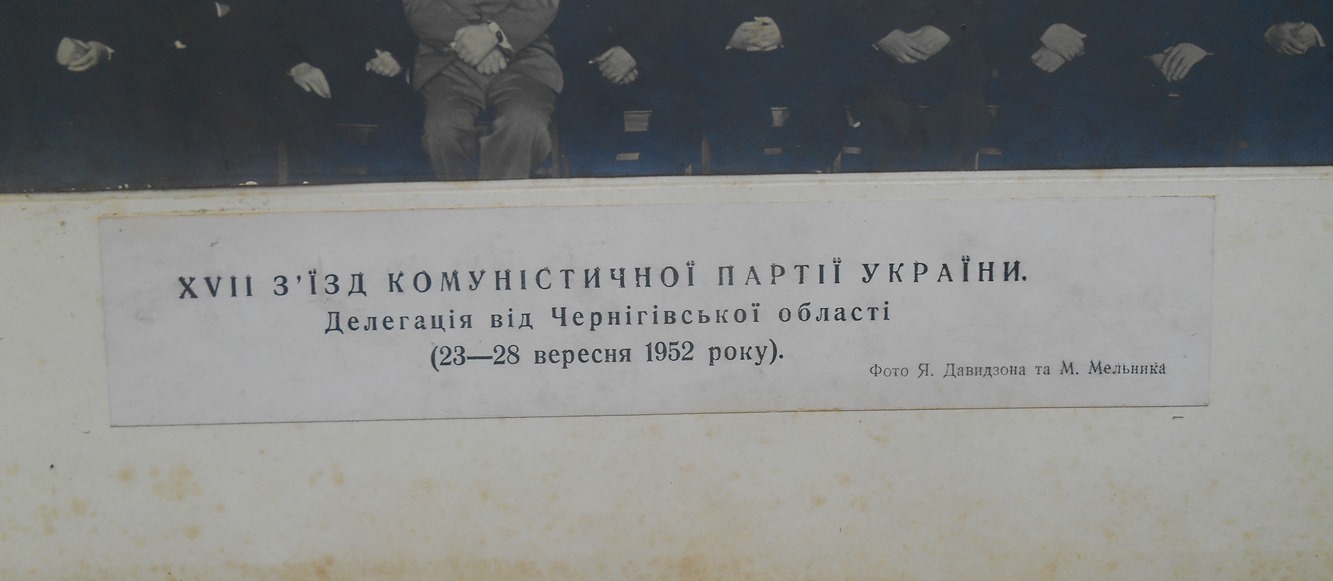 XVII З'ЇЗД КОМУНІСТИЧНОЇ ПАРТІЇ УКРАЇНИ.
Делегація від Чернігівської області
(23—28 вересня 1952 року).
Фото Я. Давидзона та М. Мельника